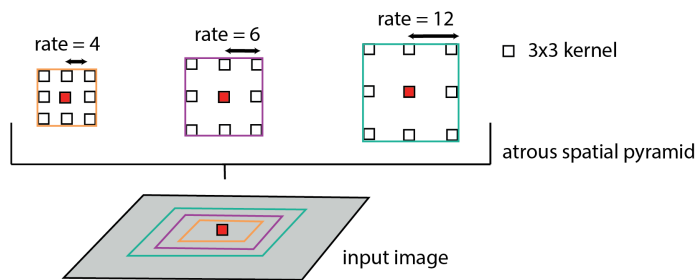 rate = 4
rate = 6
rate = 12
3x3 kernel
atrous spatial pyramid
input image